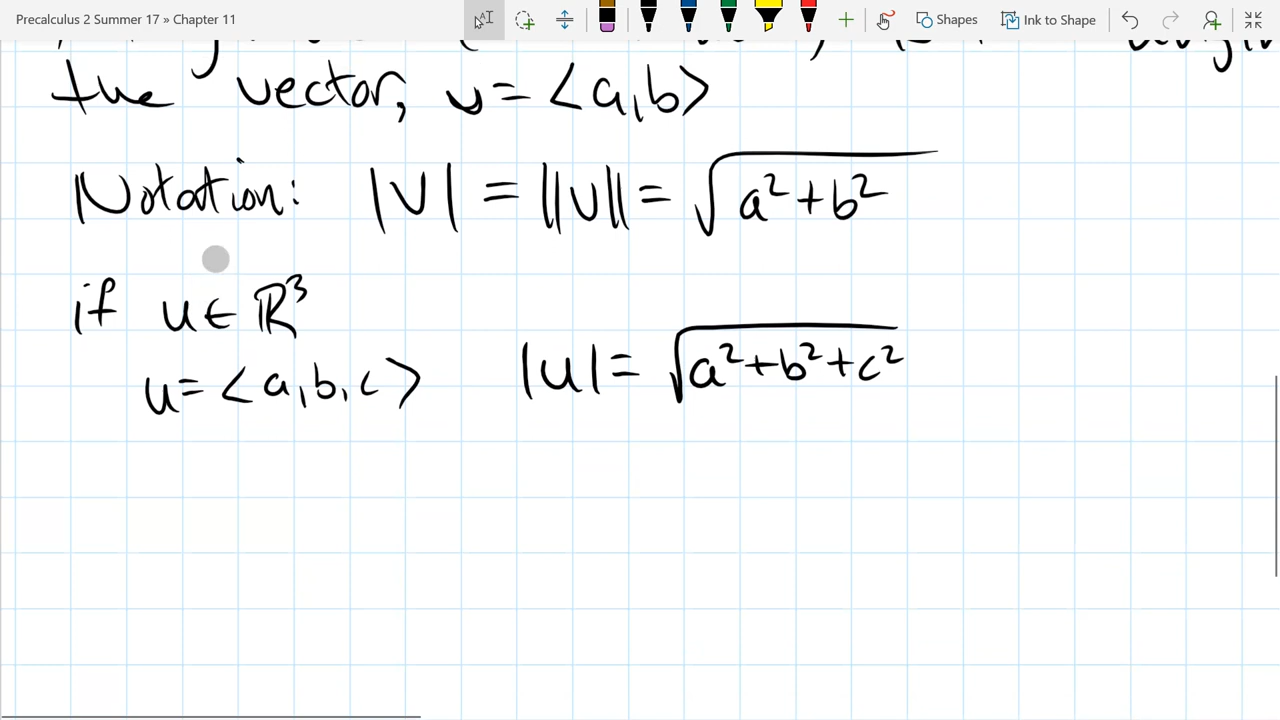 Precalculus 2 Summer 17 » Chapter 11
Shapes
Ink to Shape
the vector, v = <a,b>
Notation: |V| = ||V|| = √a²+b²
if u ∈ ℝ³
u = <a,b,c> |u| = √a²+b²+c²